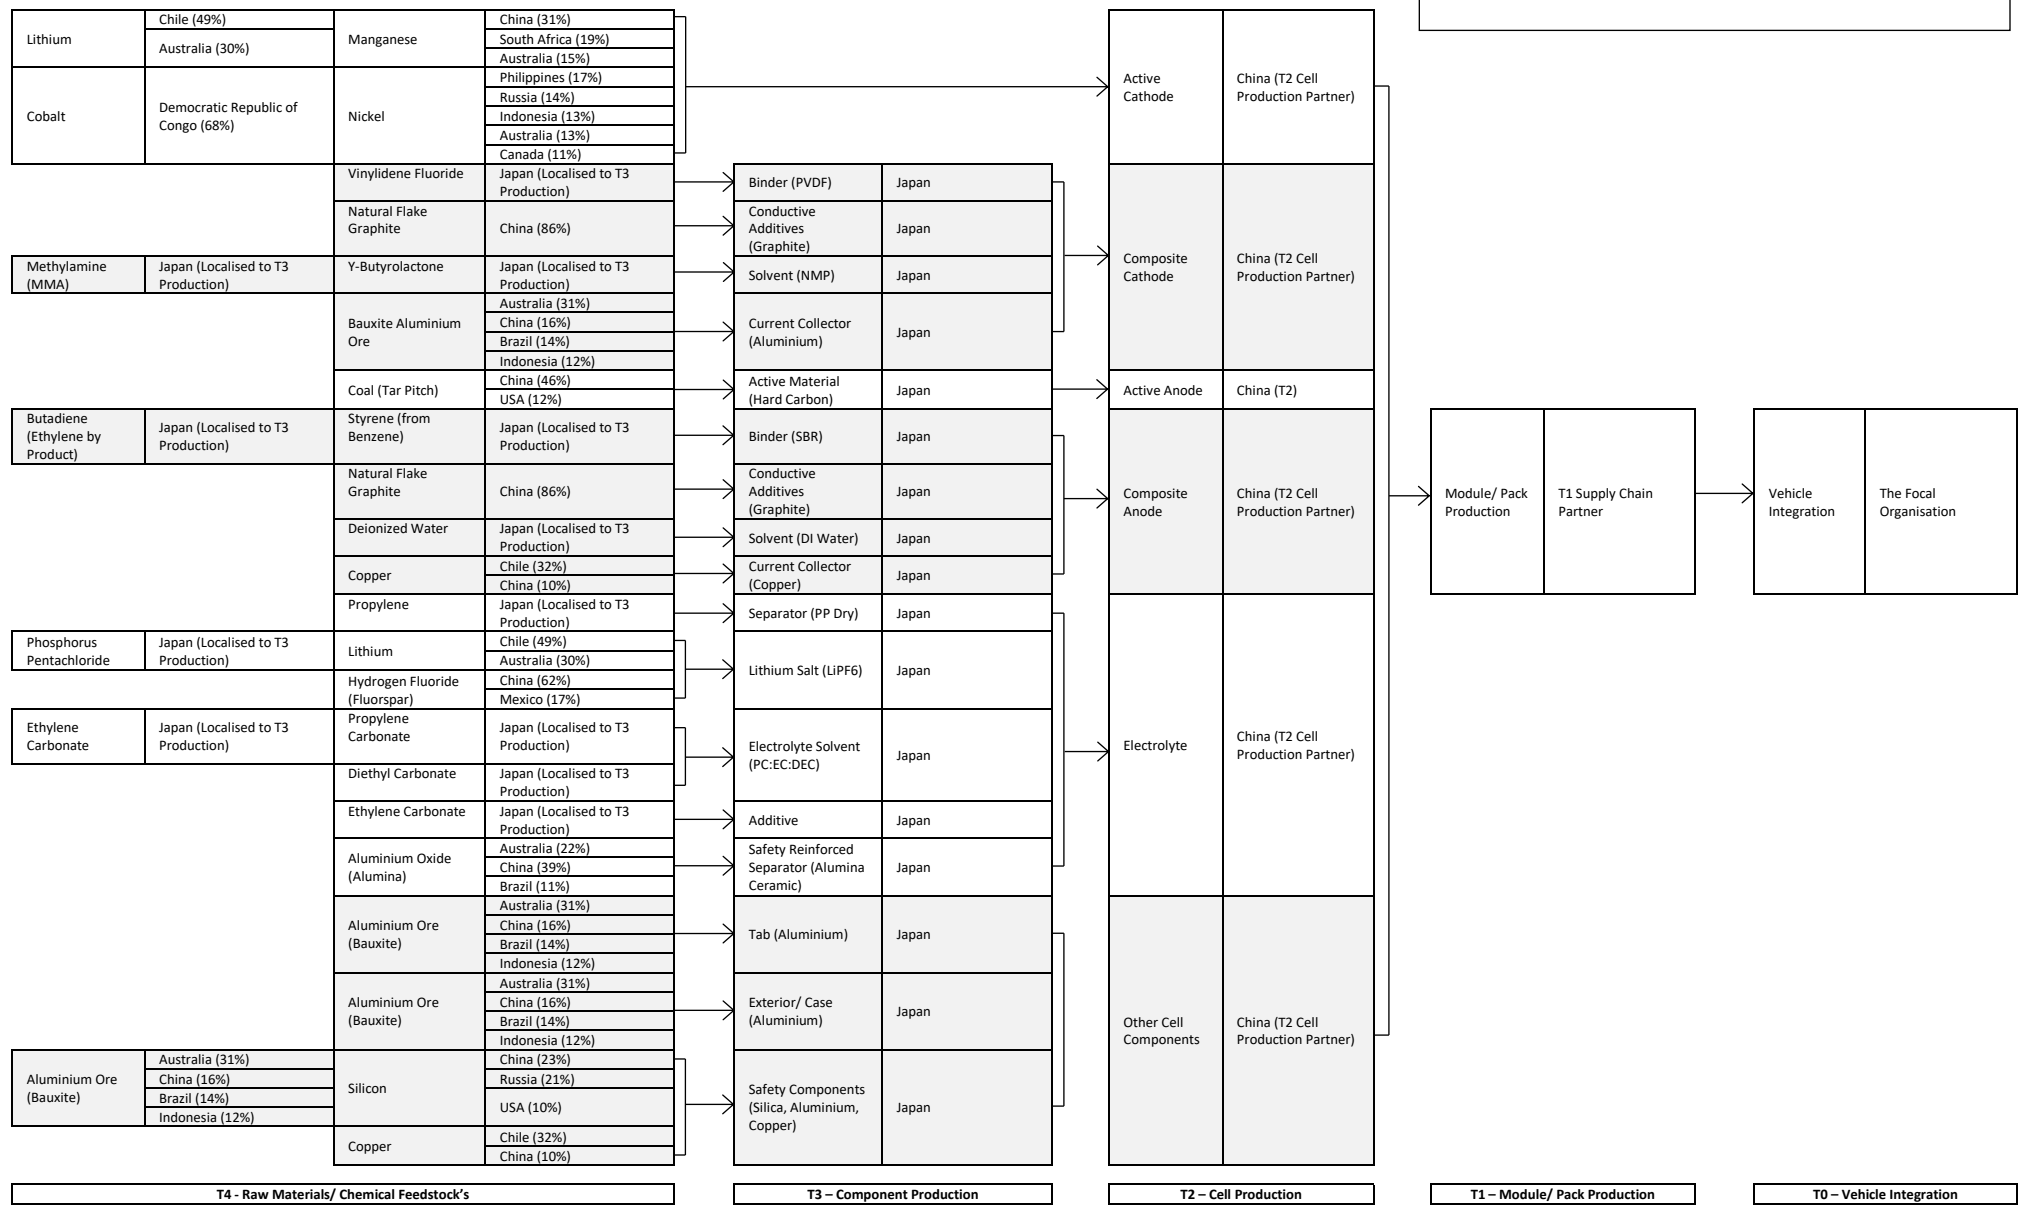 Lithium
Chile (49%)
Australia (30%)
Manganese
China (31%)
South Africa (19%)
Australia (15%)
Cobalt
Democratic Republic of
Congo (68%)
Nickel
Philippines (17%)
Russia (14%)
Indonesia (13%)
Australia (13%)
Canada (11%)
Active
Cathode
China (T2 Cell
Production Partner)
Vinylidene Fluoride
Japan (Localised to T3
Production)
Binder (PVDF)
Japan
Natural Flake
Graphite
China (86%)
Conductive
Additives
(Graphite)
Japan
Methylamine
(MMA)
Japan (Localised to T3
Production)
Y-Butyrolactone
Japan (Localised to T3
Production)
Solvent (NMP)
Japan
Bauxite Aluminium
Ore
Australia (31%)
China (16%)
Brazil (14%)
Indonesia (12%)
Current Collector
(Aluminium)
Japan
Composite
Cathode
China (T2 Cell
Production Partner)
Coal (Tar Pitch)
China (46%)
USA (12%)
Active Material
(Hard Carbon)
Japan
Active Anode
China (T2)
Butadiene
(Ethylene by
Product)
Japan (Localised to T3
Production)
Styrene (from
Benzene)
Japan (Localised to T3
Production)
Binder (SBR)
Japan
Natural Flake
Graphite
China (86%)
Conductive
Additives
(Graphite)
Japan
Deionized Water
Japan (Localised to T3
Production)
Solvent (DI Water)
Japan
Copper
Chile (32%)
China (10%)
Current Collector
(Copper)
Japan
Composite
Anode
China (T2 Cell
Production Partner)
Module/ Pack
Production
T1 Supply Chain
Partner
Vehicle
Integration
The Focal
Organisation
Propylene
Japan (Localised to T3
Production)
Separator (PP Dry)
Japan
Phosphorus
Pentachloride
Japan (Localised to T3
Production)
Lithium
Chile (49%)
Australia (30%)
Hydrogen Fluoride
(Fluorspar)
China (62%)
Mexico (17%)
Lithium Salt (LiPF6)
Japan
Ethylene
Carbonate
Japan (Localised to T3
Production)
Propylene
Carbonate
Japan (Localised to T3
Production)
Diethyl Carbonate
Japan (Localised to T3
Production)
Electrolyte Solvent
(PC:EC:DEC)
Japan
Ethylene Carbonate
Japan (Localised to T3
Production)
Additive
Japan
Aluminium Oxide
(Alumina)
Australia (22%)
China (39%)
Brazil (11%)
Safety Reinforced
Separator (Alumina
Ceramic)
Japan
Electrolyte
China (T2 Cell
Production Partner)
Aluminium Ore
(Bauxite)
Australia (31%)
China (16%)
Brazil (14%)
Indonesia (12%)
Tab (Aluminium)
Japan
Aluminium Ore
(Bauxite)
Australia (31%)
China (16%)
Brazil (14%)
Indonesia (12%)
Exterior/ Case
(Aluminium)
Japan
Aluminium Ore
(Bauxite)
Australia (31%)
China (16%)
Brazil (14%)
Indonesia (12%)
Silicon
China (23%)
Russia (21%)
USA (10%)
Copper
Chile (32%)
China (10%)
Safety Components
(Silica, Aluminium,
Copper)
Japan
Other Cell
Components
China (T2 Cell
Production Partner)
T4 - Raw Materials/ Chemical Feedstock's
T3 – Component Production
T2 – Cell Production
T1 – Module/ Pack Production
T0 – Vehicle Integration